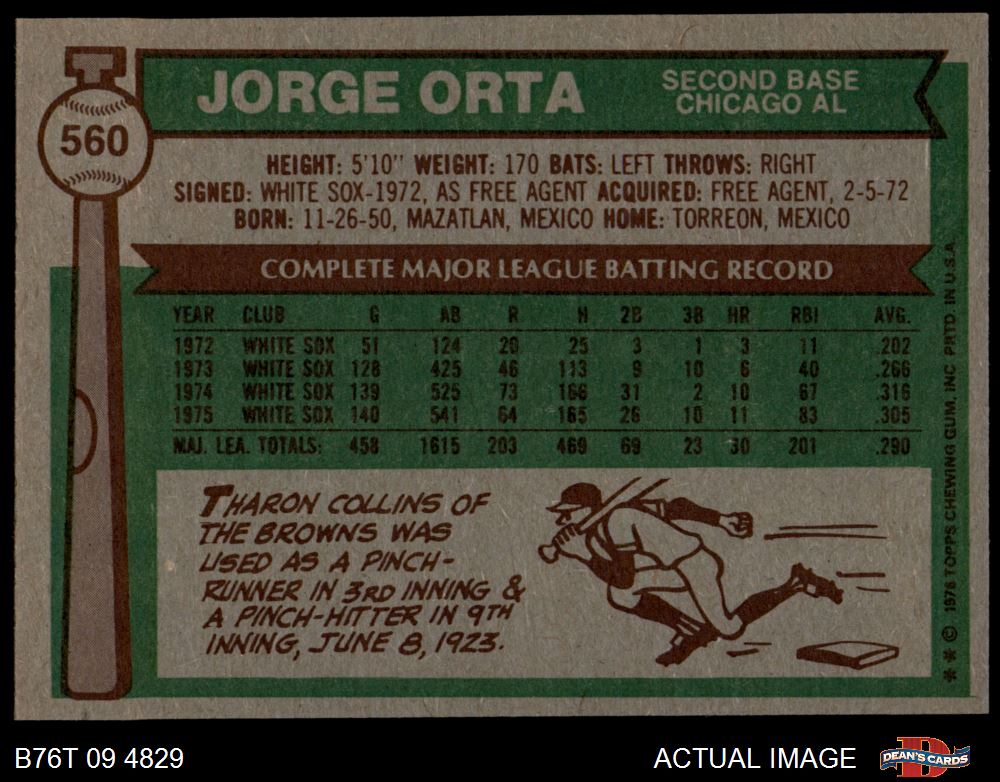 560
JORGE ORTA
SECOND BASE
CHICAGO AL
HEIGHT: 5'10" WEIGHT: 170 BATS: LEFT THROWS: RIGHT
SIGNED: WHITE SOX-1972, AS FREE AGENT ACQUIRED: FREE AGENT, 2-5-72
BORN: 11-26-50, MAZATLAN, MEXICO HOME: TORREON, MEXICO
COMPLETE MAJOR LEAGUE BATTING RECORD
YEAR CLUB G AB R H 2B 3B HR RBI AVG.
1972 WHITE SOX 51 124 20 25 3 1 3 11 .202
1973 WHITE SOX 128 425 46 113 9 10 6 40 .266
1974 WHITE SOX 139 525 73 166 31 2 10 67 .316
1975 WHITE SOX 140 541 64 165 26 10 11 83 .305
MAJ. LEA. TOTALS: 458 1615 203 469 69 23 30 201 .290
THARON COLLINS OF
THE BROWNS WAS
USED AS A PINCH-
RUNNER IN 3RD INNING &
A PINCH-HITTER IN 9TH
INNING, JUNE 8, 1923.
** © 1976 TOPPS CHEWING GUM, INC PRTD. IN U.S.A.
B76T 09 4829
ACTUAL IMAGE
D
DEAN'S CARDS